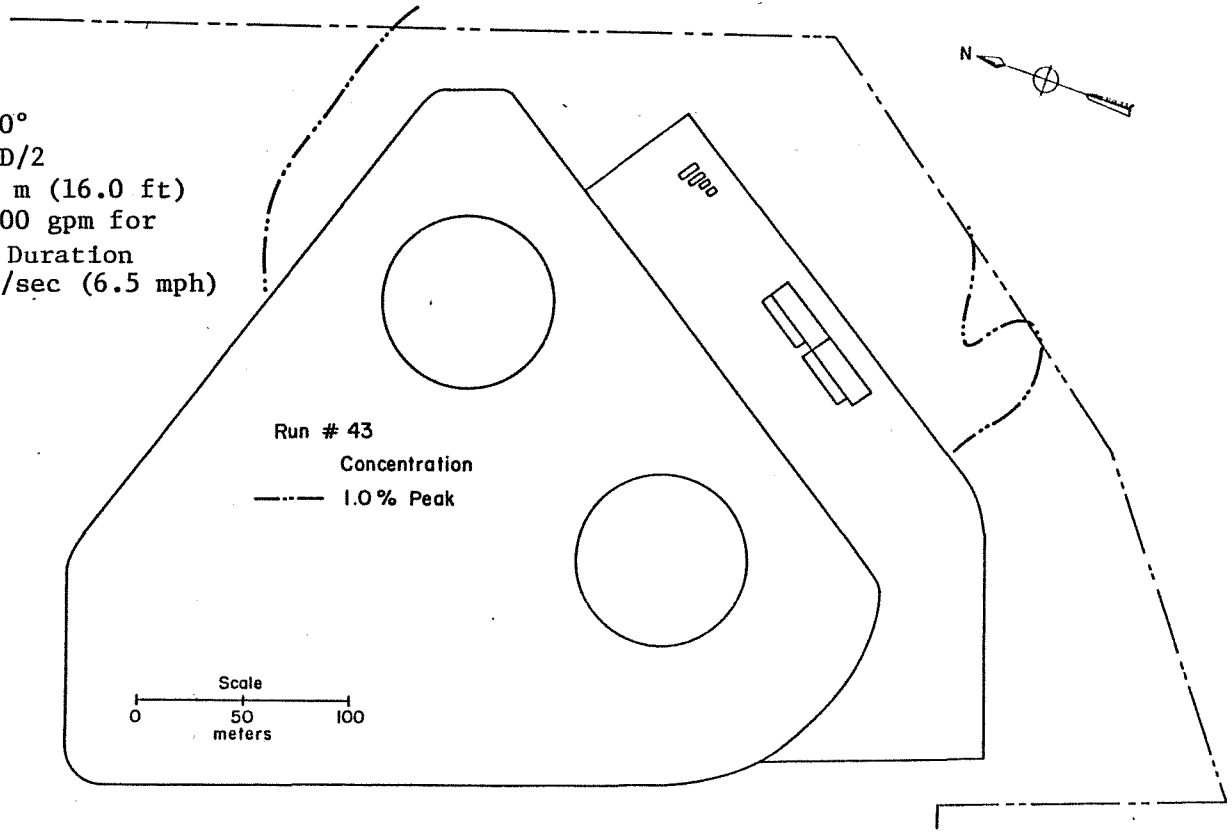 N
0°
D/2
m (16.0 ft)
00 gpm for
Duration
/sec (6.5 mph)
Run # 43
Concentration
1.0% Peak
Scale
0 50 100
meters